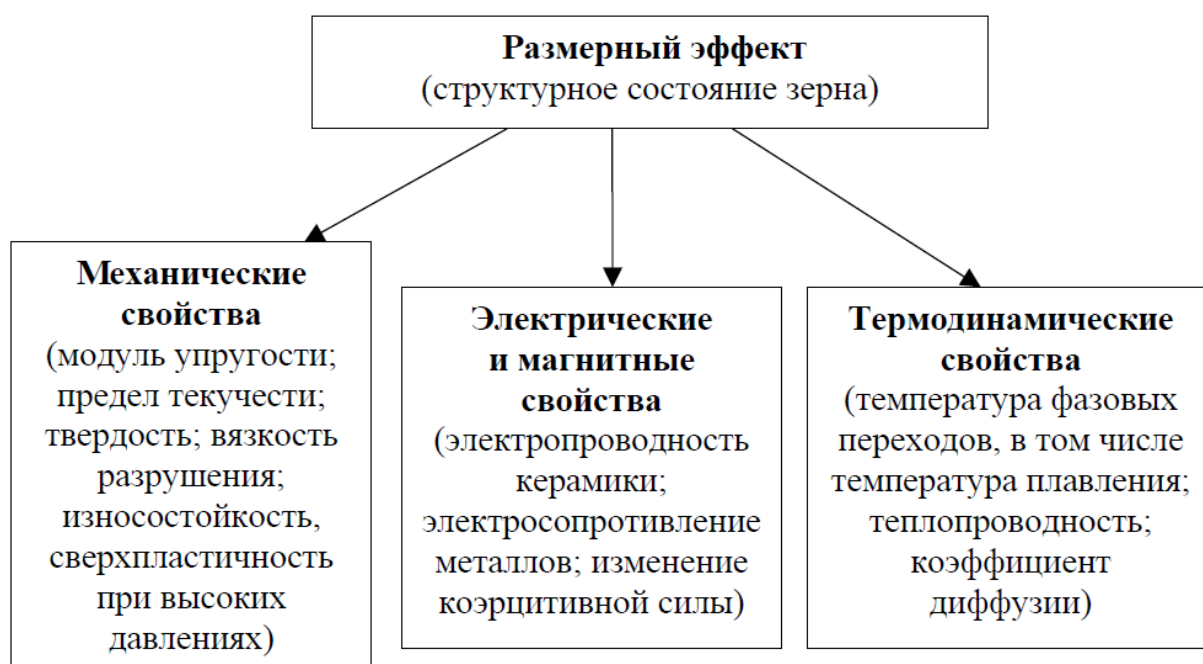 Размерный эффект
(структурное состояние зерна)
Механические
свойства
(модуль упругости;
предел текучести;
твердость; вязкость
разрушения;
износостойкость,
сверхпластичность
при высоких
давлениях)
Электрические
и магнитные
свойства
(электропроводность
керамики;
электросопротивление
металлов; изменение
коэрцитивной силы)
Термодинамические
свойства
(температура фазовых
переходов, в том числе
температура плавления;
теплопроводность;
коэффициент
диффузии)